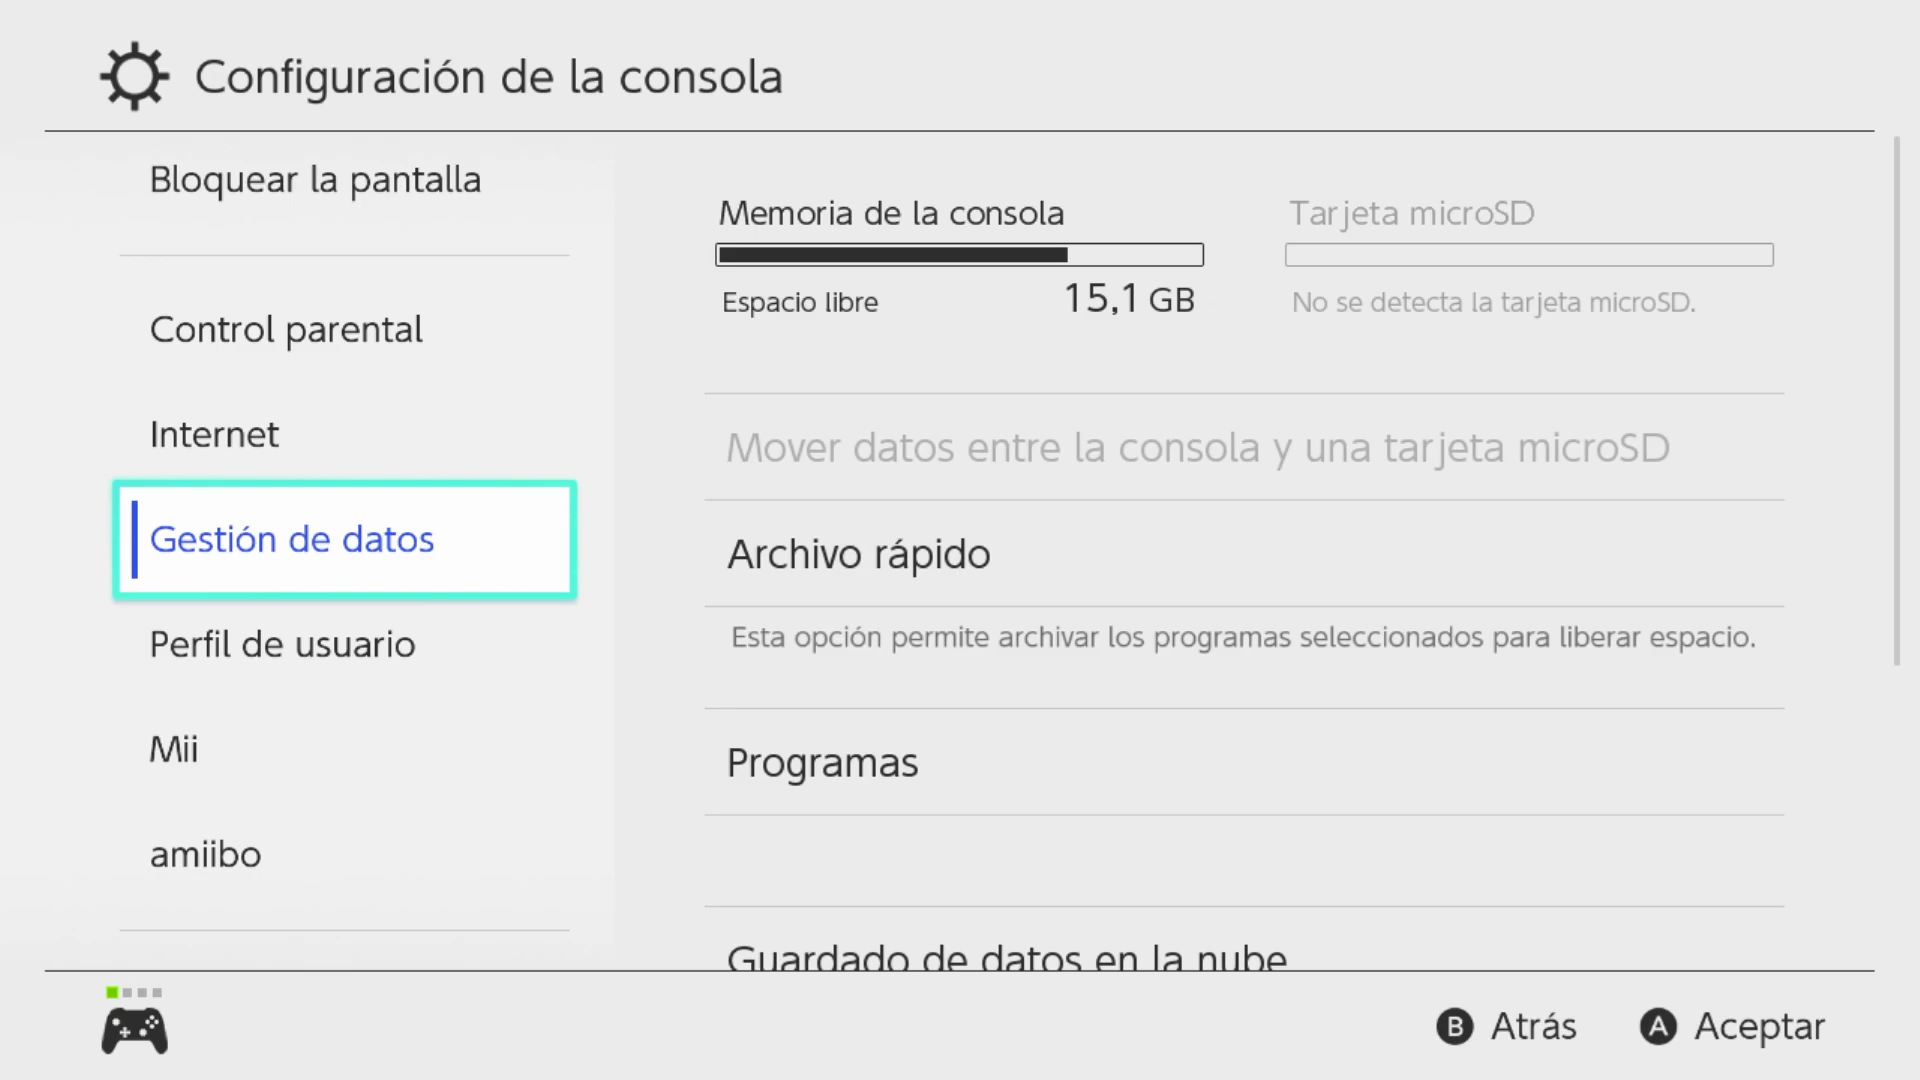 Configuración de la consola
Bloquear la pantalla
Control parental
Internet
Gestión de datos
Perfil de usuario
Mii
amiibo
Memoria de la consola
Espacio libre 15,1 GB
Tarjeta microSD
No se detecta la tarjeta microSD.
Mover datos entre la consola y una tarjeta microSD
Archivo rápido
Esta opción permite archivar los programas seleccionados para liberar espacio.
Programas
Guardado de datos en la nube
B Atrás A Aceptar